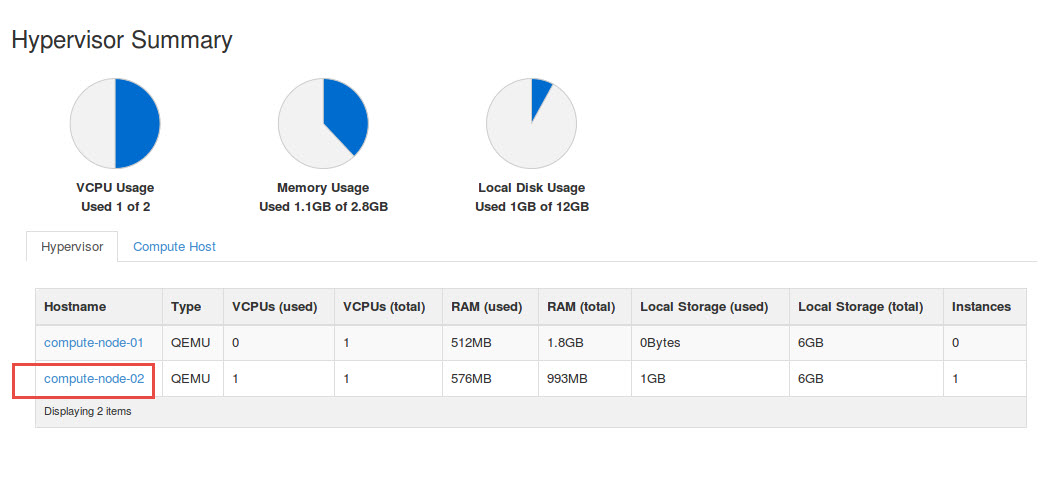 Hypervisor Summary
VCPU Usage
Used 1 of 2
Memory Usage
Used 1.1GB of 2.8GB
Local Disk Usage
Used 1GB of 12GB
Hypervisor Compute Host
Hostname Type VCPUs (used) VCPUs (total) RAM (used) RAM (total) Local Storage (used) Local Storage (total) Instances
compute-node-01 QEMU 0 1 512MB 1.8GB 0Bytes 6GB 0
compute-node-02 QEMU 1 1 576MB 993MB 1GB 6GB 1
Displaying 2 items